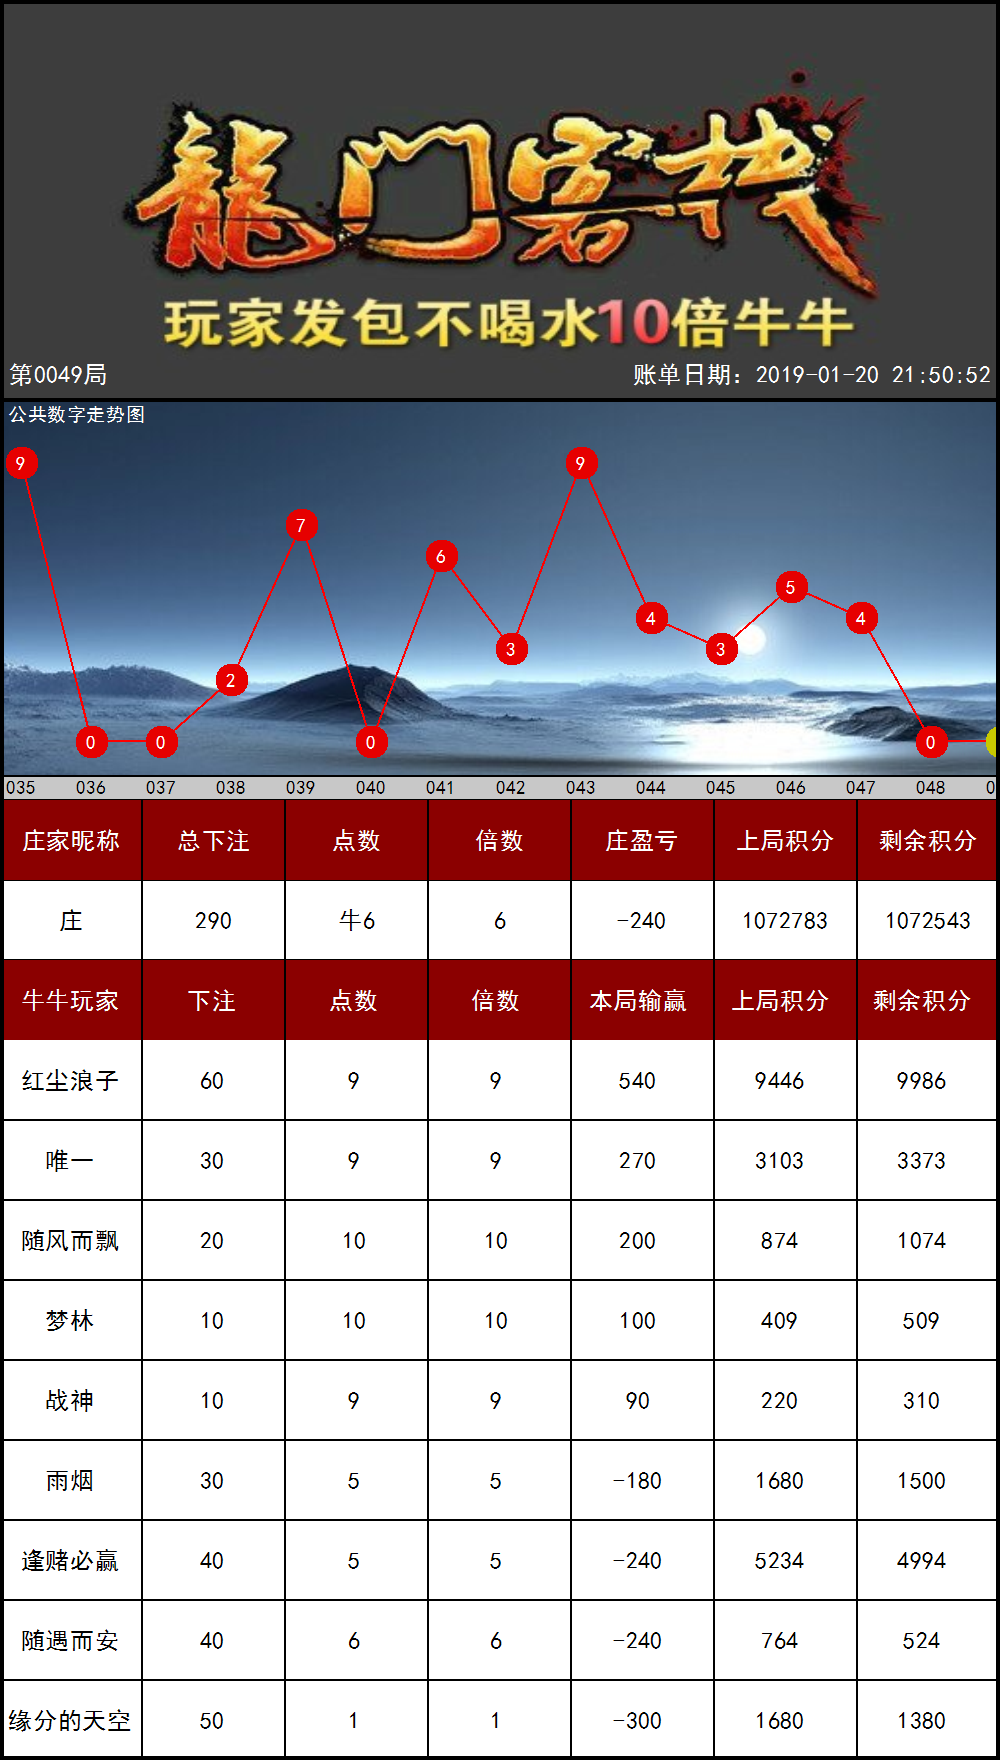 龍门客栈
玩家发包不喝水10倍牛牛
第0049局 账单日期：2019-01-20 21:50:52
公共数字走势图
9 0 0 2 7 0 6 3 9 4 3 5 4 0
035 036 037 038 039 040 041 042 043 044 045 046 047 048
庄家昵称 总下注 点数 倍数 庄盈亏 上局积分 剩余积分
庄 290 牛6 6 -240 1072783 1072543
牛牛玩家 下注 点数 倍数 本局输赢 上局积分 剩余积分
红尘浪子 60 9 9 540 9446 9986
唯一 30 9 9 270 3103 3373
随风而飘 20 10 10 200 874 1074
梦林 10 10 10 100 409 509
战神 10 9 9 90 220 310
雨烟 30 5 5 -180 1680 1500
逢赌必赢 40 5 5 -240 5234 4994
随遇而安 40 6 6 -240 764 524
缘分的天空 50 1 1 -300 1680 1380